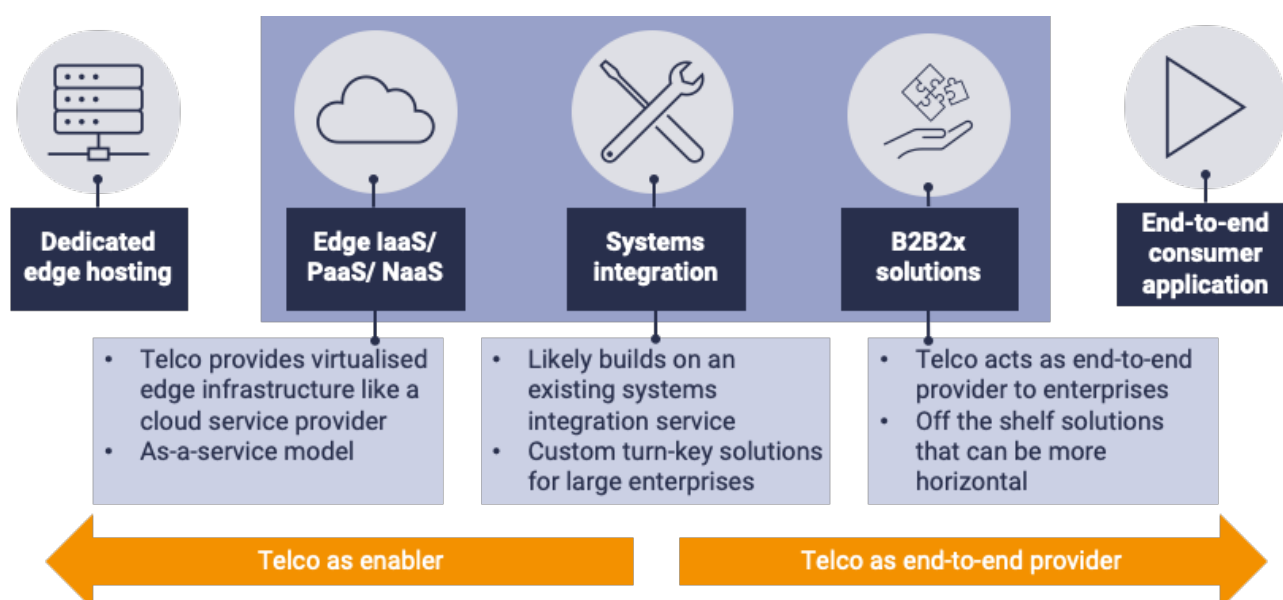 Dedicated
edge hosting
Edge IaaS/
PaaS/ NaaS
Systems
integration
B2B2x
solutions
End-to-end
consumer
application
• Telco provides virtualised
edge infrastructure like a
cloud service provider
• As-a-service model
• Likely builds on an
existing systems
integration service
• Custom turn-key solutions
for large enterprises
• Telco acts as end-to-end
provider to enterprises
• Off the shelf solutions
that can be more
horizontal
Telco as enabler
Telco as end-to-end provider